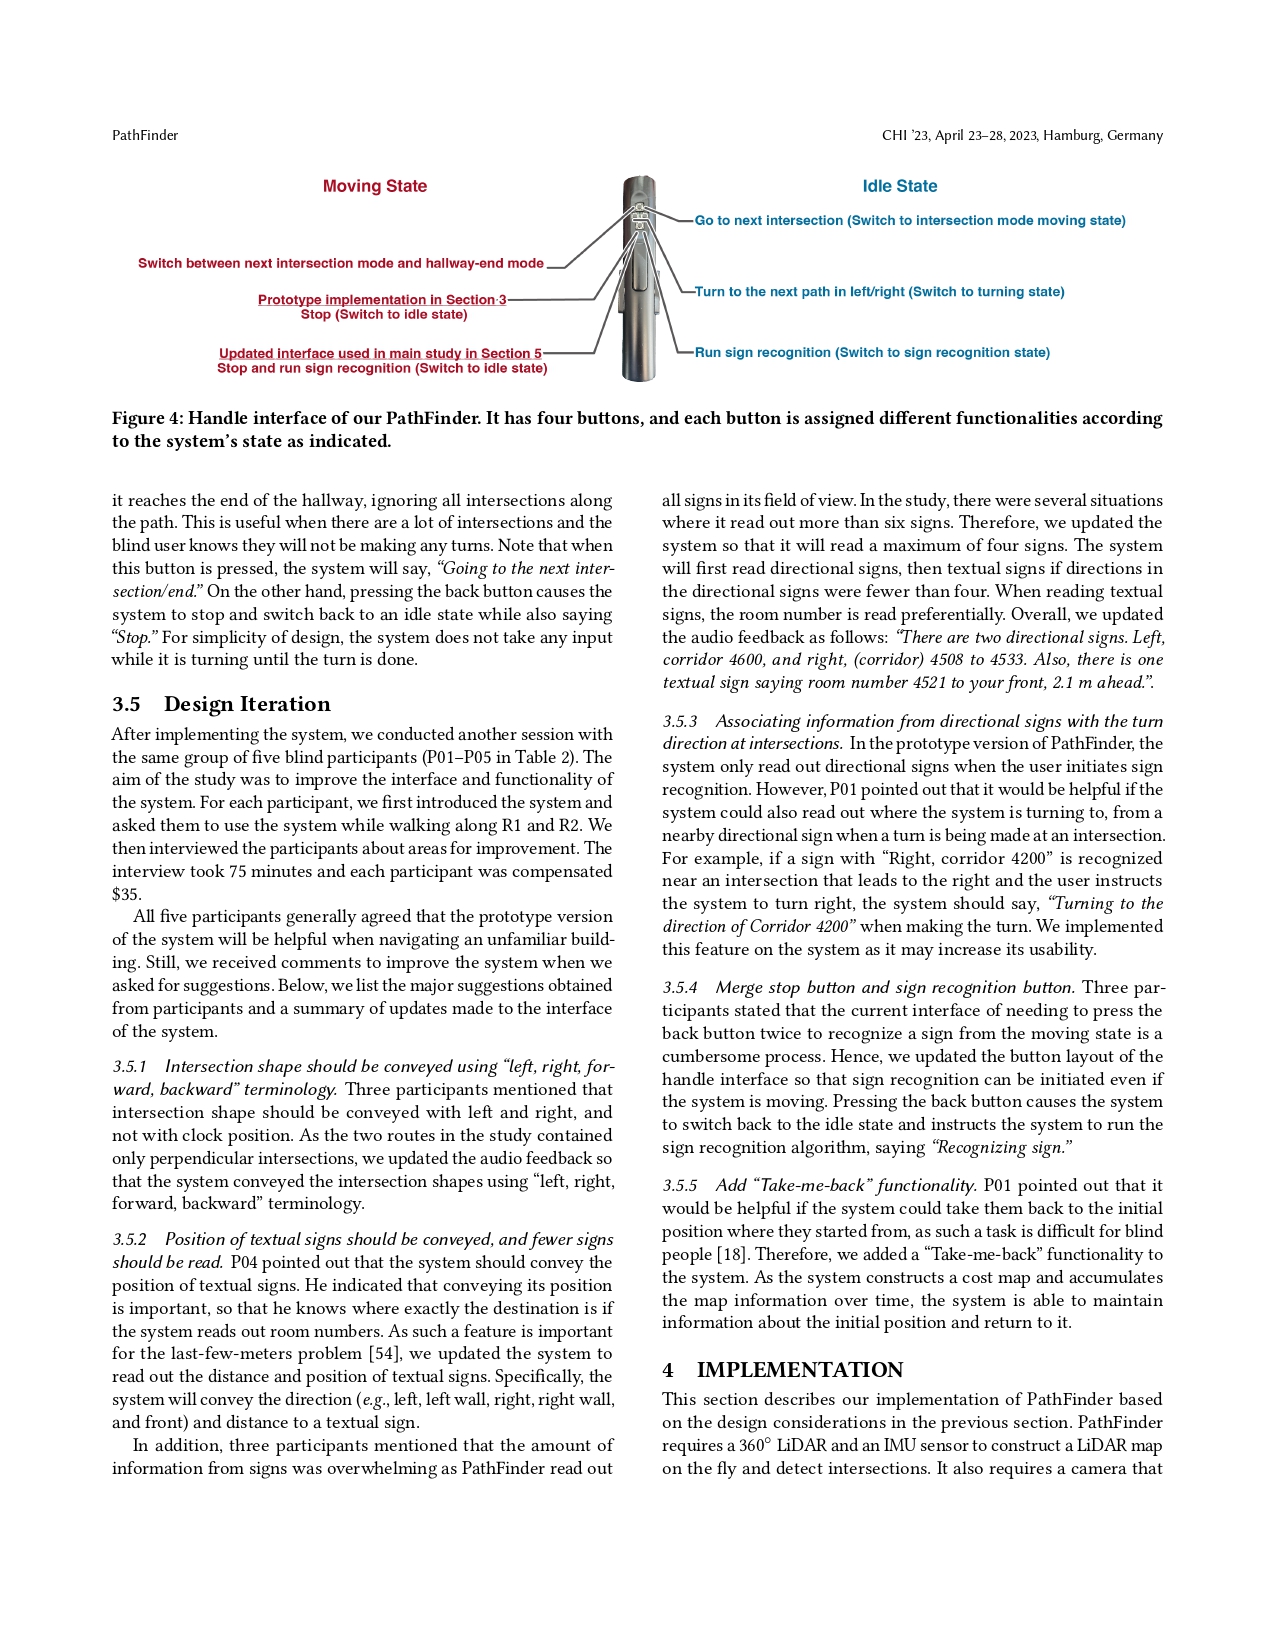 PathFinder
CHI ’23, April 23–28, 2023, Hamburg, Germany
Moving State
Idle State
Go to next intersection (Switch to intersection mode moving state)
Switch between next intersection mode and hallway-end mode
Turn to the next path in left/right (Switch to turning state)
Prototype implementation in Section 3
Stop (Switch to idle state)
Updated interface used in main study in Section 5
Stop and run sign recognition (Switch to idle state)
Run sign recognition (Switch to sign recognition state)
Figure 4: Handle interface of our PathFinder. It has four buttons, and each button is assigned different functionalities according
to the system’s state as indicated.
it reaches the end of the hallway, ignoring all intersections along
the path. This is useful when there are a lot of intersections and the
blind user knows they will not be making any turns. Note that when
this button is pressed, the system will say, “Going to the next inter-
section/end.” On the other hand, pressing the back button causes the
system to stop and switch back to an idle state while also saying
“Stop.” For simplicity of design, the system does not take any input
while it is turning until the turn is done.
3.5 Design Iteration
After implementing the system, we conducted another session with
the same group of five blind participants (P01–P05 in Table 2). The
aim of the study was to improve the interface and functionality of
the system. For each participant, we first introduced the system and
asked them to use the system while walking along R1 and R2. We
then interviewed the participants about areas for improvement. The
interview took 75 minutes and each participant was compensated
$35.
All five participants generally agreed that the prototype version
of the system will be helpful when navigating an unfamiliar build-
ing. Still, we received comments to improve the system when we
asked for suggestions. Below, we list the major suggestions obtained
from participants and a summary of updates made to the interface
of the system.
3.5.1 Intersection shape should be conveyed using “left, right, for-
ward, backward” terminology. Three participants mentioned that
intersection shape should be conveyed with left and right, and
not with clock position. As the two routes in the study contained
only perpendicular intersections, we updated the audio feedback so
that the system conveyed the intersection shapes using “left, right,
forward, backward” terminology.
3.5.2 Position of textual signs should be conveyed, and fewer signs
should be read. P04 pointed out that the system should convey the
position of textual signs. He indicated that conveying its position
is important, so that he knows where exactly the destination is if
the system reads out room numbers. As such a feature is important
for the last-few-meters problem [54], we updated the system to
read out the distance and position of textual signs. Specifically, the
system will convey the direction (e.g., left, left wall, right, right wall,
and front) and distance to a textual sign.
In addition, three participants mentioned that the amount of
information from signs was overwhelming as PathFinder read out
all signs in its field of view. In the study, there were several situations
where it read out more than six signs. Therefore, we updated the
system so that it will read a maximum of four signs. The system
will first read directional signs, then textual signs if directions in
the directional signs were fewer than four. When reading textual
signs, the room number is read preferentially. Overall, we updated
the audio feedback as follows: “There are two directional signs. Left,
corridor 4600, and right, (corridor) 4508 to 4533. Also, there is one
textual sign saying room number 4521 to your front, 2.1 m ahead.”.
3.5.3 Associating information from directional signs with the turn
direction at intersections. In the prototype version of PathFinder, the
system only read out directional signs when the user initiates sign
recognition. However, P01 pointed out that it would be helpful if the
system could also read out where the system is turning to, from a
nearby directional sign when a turn is being made at an intersection.
For example, if a sign with “Right, corridor 4200” is recognized
near an intersection that leads to the right and the user instructs
the system to turn right, the system should say, “Turning to the
direction of Corridor 4200” when making the turn. We implemented
this feature on the system as it may increase its usability.
3.5.4 Merge stop button and sign recognition button. Three par-
ticipants stated that the current interface of needing to press the
back button twice to recognize a sign from the moving state is a
cumbersome process. Hence, we updated the button layout of the
handle interface so that sign recognition can be initiated even if
the system is moving. Pressing the back button causes the system
to switch back to the idle state and instructs the system to run the
sign recognition algorithm, saying “Recognizing sign.”
3.5.5 Add “Take-me-back” functionality. P01 pointed out that it
would be helpful if the system could take them back to the initial
position where they started from, as such a task is difficult for blind
people [18]. Therefore, we added a “Take-me-back” functionality to
the system. As the system constructs a cost map and accumulates
the map information over time, the system is able to maintain
information about the initial position and return to it.
4 IMPLEMENTATION
This section describes our implementation of PathFinder based
on the design considerations in the previous section. PathFinder
requires a 360° LiDAR and an IMU sensor to construct a LiDAR map
on the fly and detect intersections. It also requires a camera that